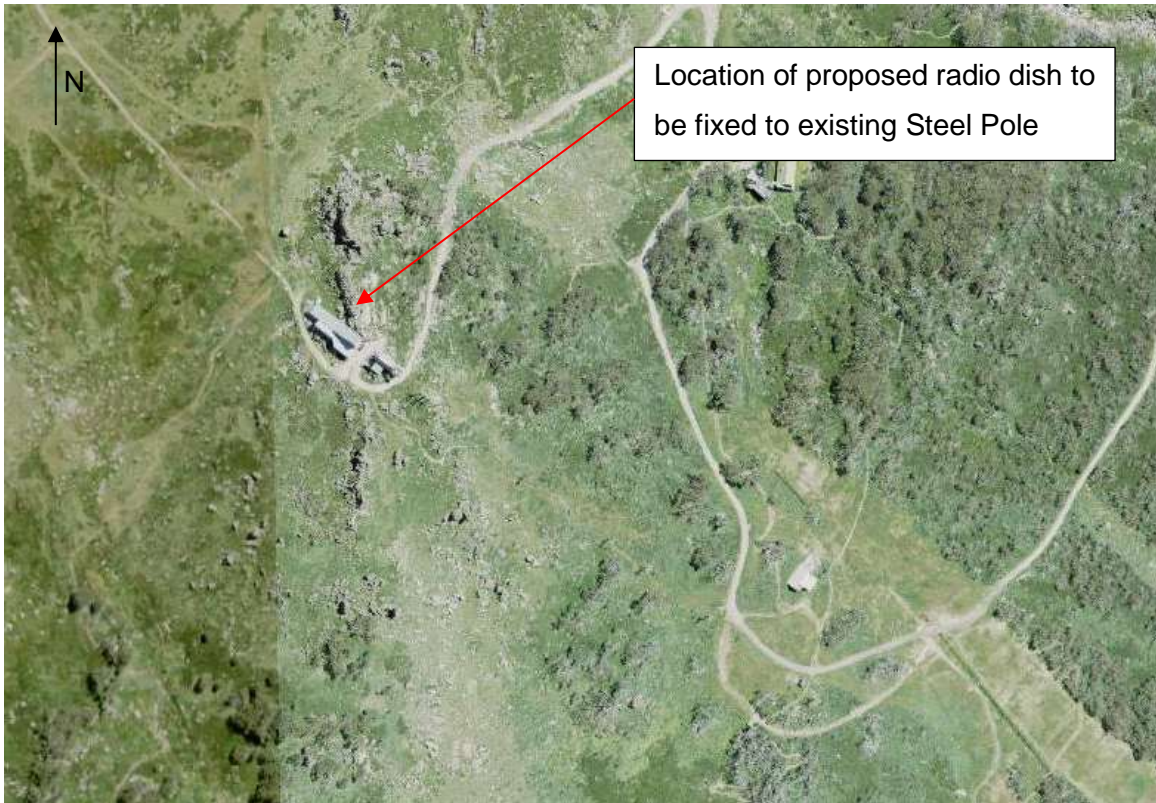 N
Location of proposed radio dish to
be fixed to existing Steel Pole